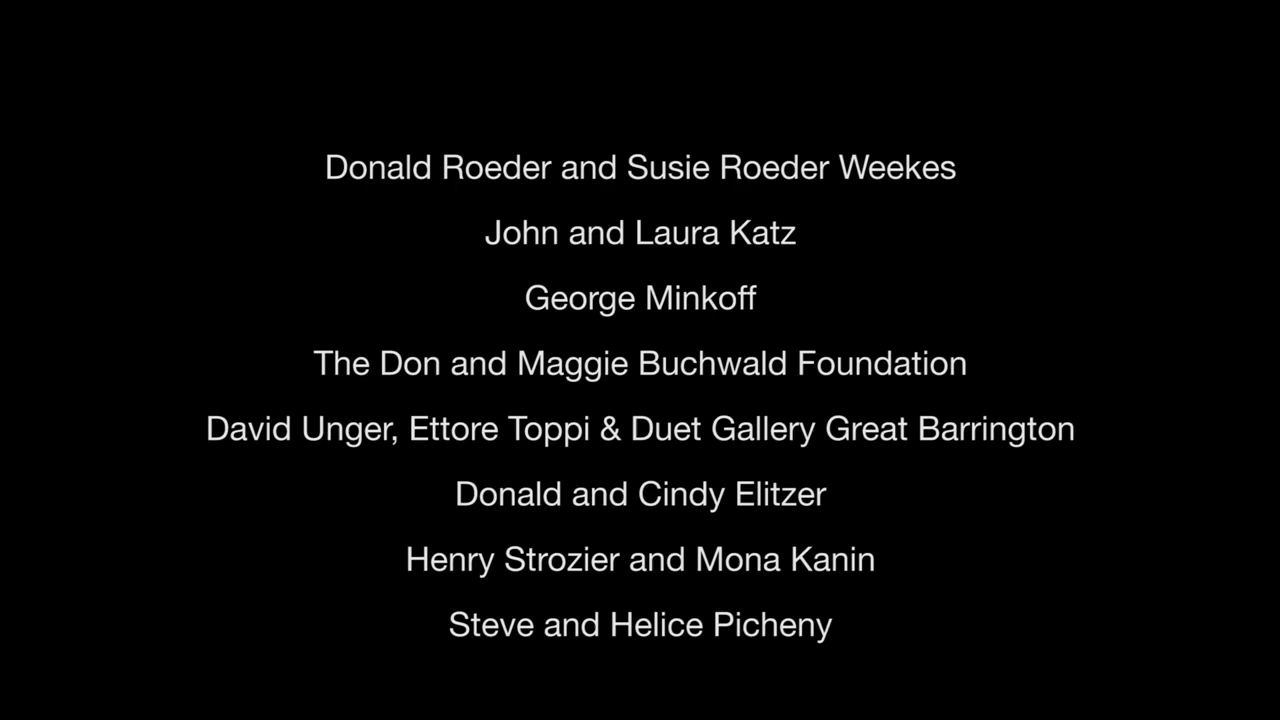 Donald Roeder and Susie Roeder Weekes
John and Laura Katz
George Minkoff
The Don and Maggie Buchwald Foundation
David Unger, Ettore Toppi & Duet Gallery Great Barrington
Donald and Cindy Elitzer
Henry Strozier and Mona Kanin
Steve and Helice Picheny